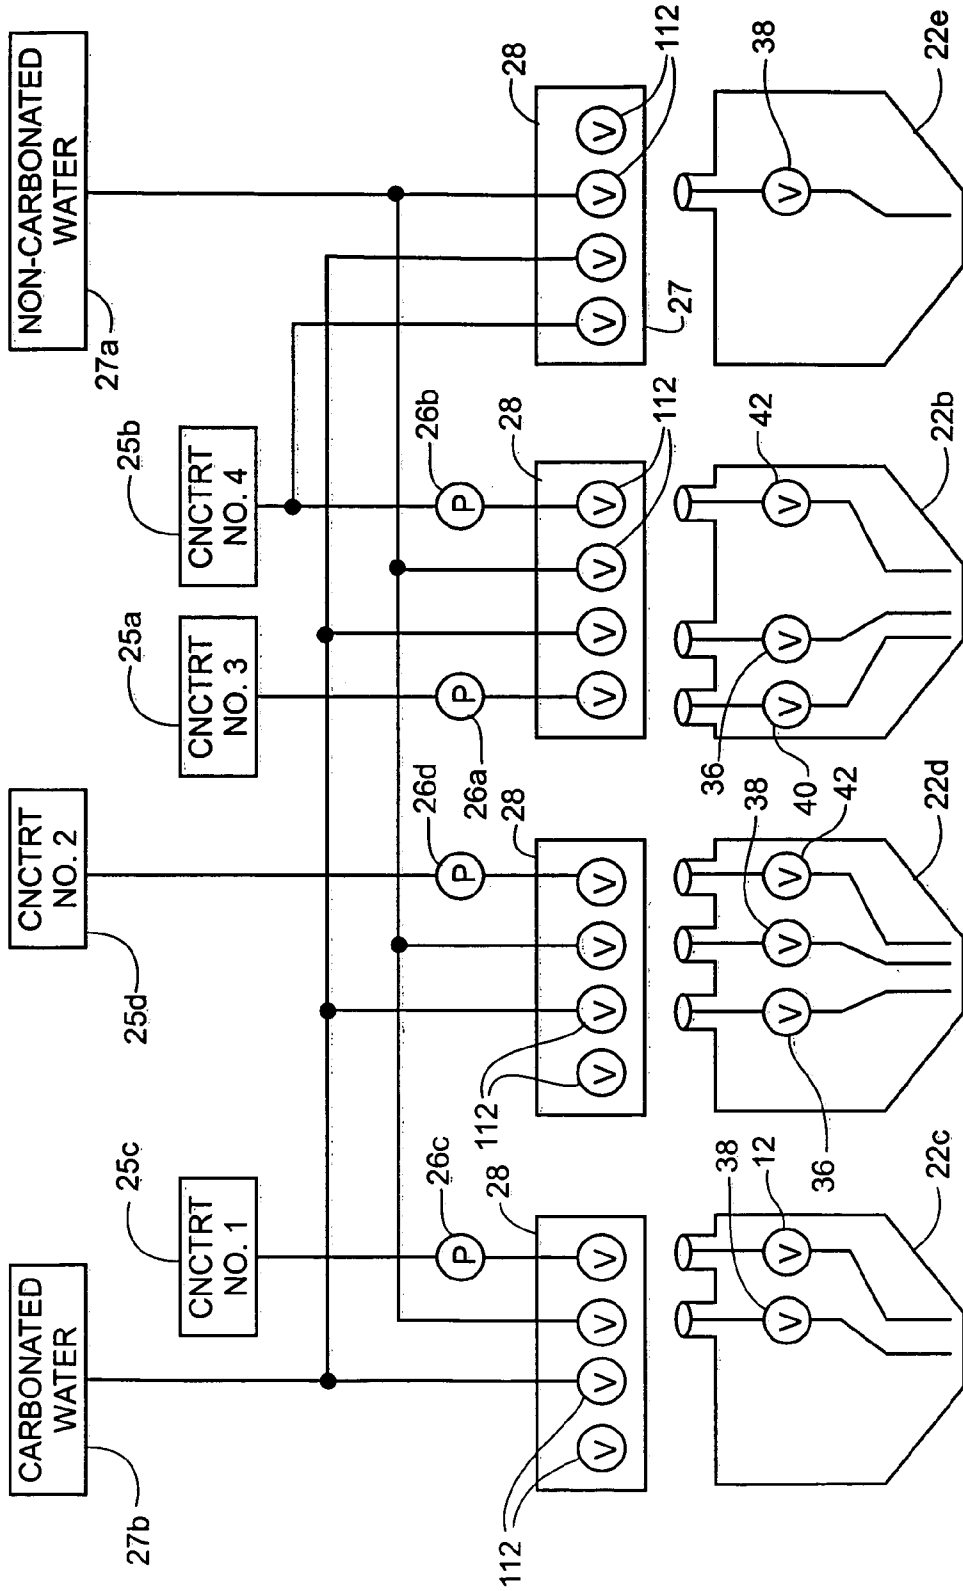 CARBONATED
WATER
27b
CNCTRT
NO. 1
25c
CNCTRT
NO. 2
25d
CNCTRT
NO. 3
25a
CNCTRT
NO. 4
25b
NON-CARBONATED
WATER
27a
P
26c
P
26d
P
26a
P
26b
28
V
V
V
V
112
28
V
V
V
V
112
28
V
V
V
V
112
28
V
V
V
V
112
27
38
V
12
V
22c
36
V
38
V
42
V
22d
40
V
36
V
42
V
22b
38
V
22e